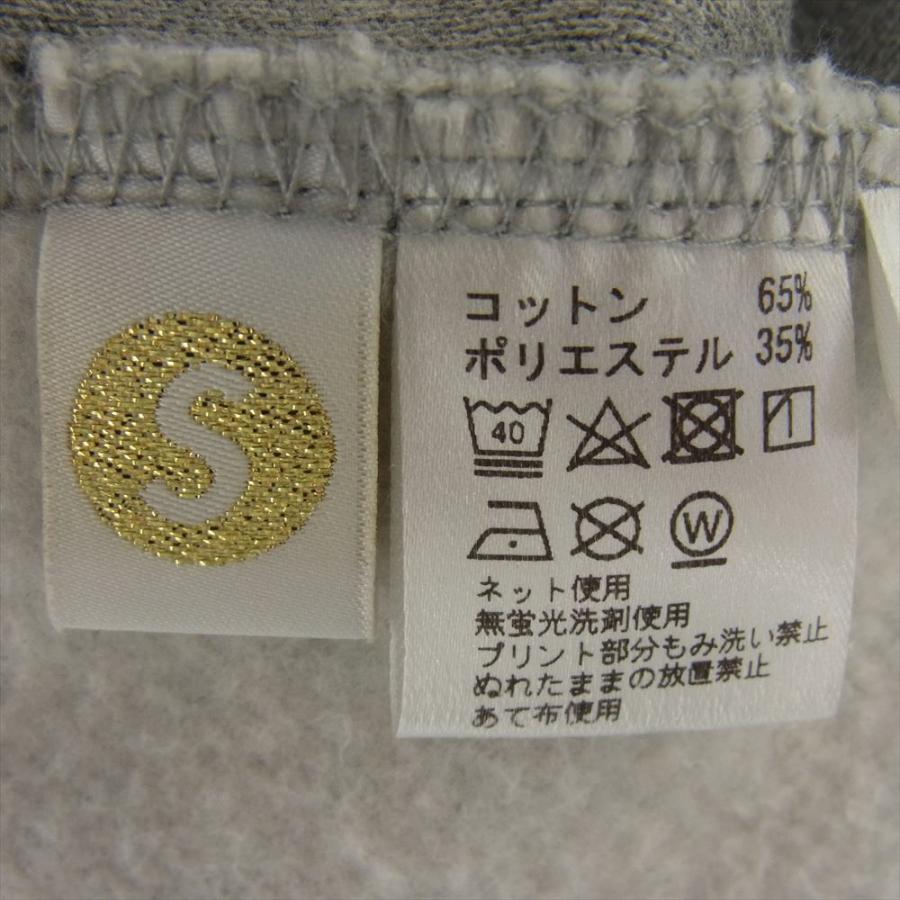 S
コットン 65%
ポリエステル 35%
40
W
ネット使用
無蛍光洗剤使用
プリント部分もみ洗い禁止
ぬれたままの放置禁止
あて布使用